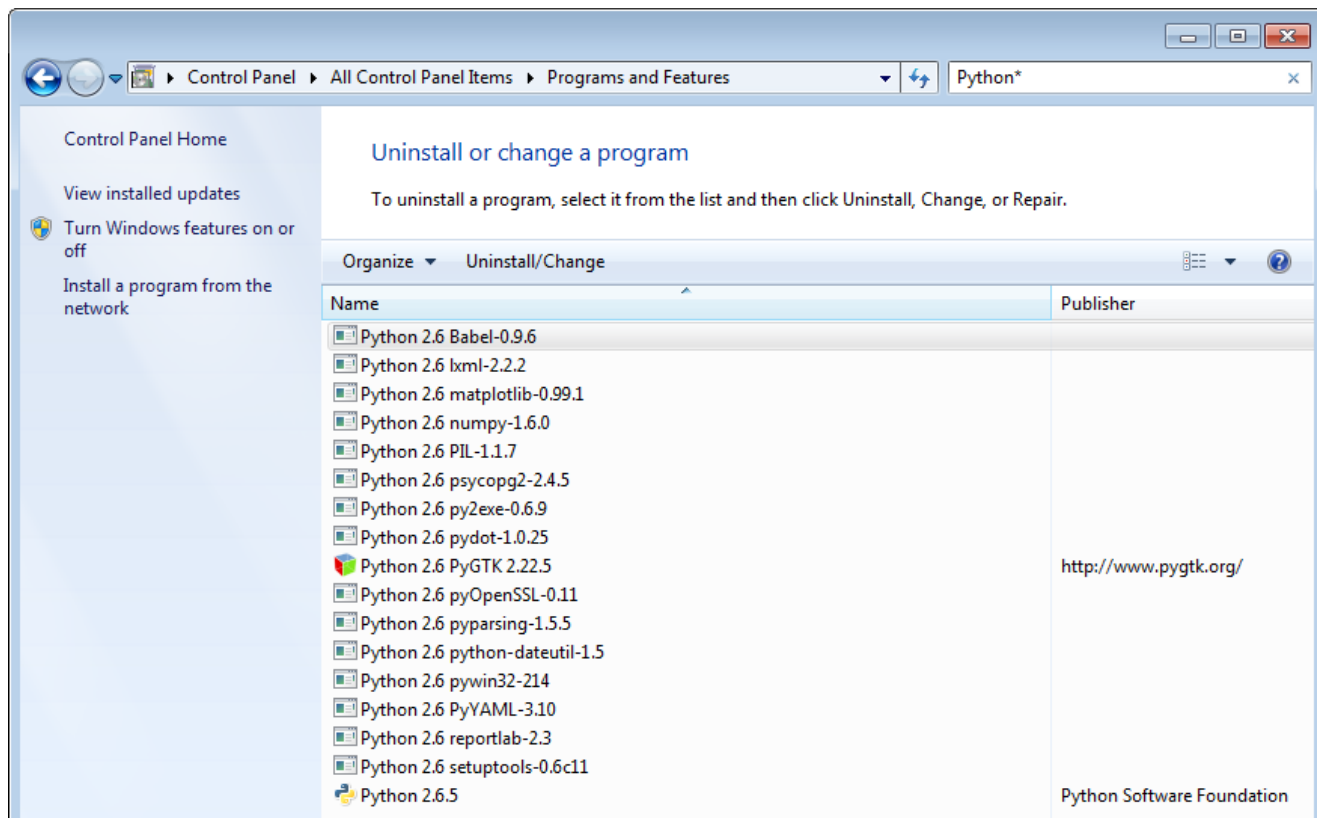 Control Panel ▸ All Control Panel Items ▸ Programs and Features
Python*
Control Panel Home
View installed updates
Turn Windows features on or
off
Install a program from the
network
Uninstall or change a program
To uninstall a program, select it from the list and then click Uninstall, Change, or Repair.
Organize Uninstall/Change
Name Publisher
Python 2.6 Babel-0.9.6
Python 2.6 lxml-2.2.2
Python 2.6 matplotlib-0.99.1
Python 2.6 numpy-1.6.0
Python 2.6 PIL-1.1.7
Python 2.6 psycopg2-2.4.5
Python 2.6 py2exe-0.6.9
Python 2.6 pydot-1.0.25
Python 2.6 PyGTK 2.22.5 http://www.pygtk.org/
Python 2.6 pyOpenSSL-0.11
Python 2.6 pyparsing-1.5.5
Python 2.6 python-dateutil-1.5
Python 2.6 pywin32-214
Python 2.6 PyYAML-3.10
Python 2.6 reportlab-2.3
Python 2.6 setuptools-0.6c11
Python 2.6.5 Python Software Foundation